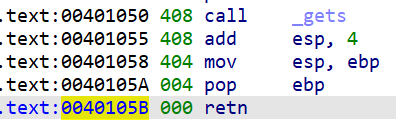 .text:00401050 408 call    _gets
.text:00401055 408 add     esp, 4
.text:00401058 404 mov     esp, ebp
.text:0040105A 004 pop     ebp
.text:0040105B 000 retn